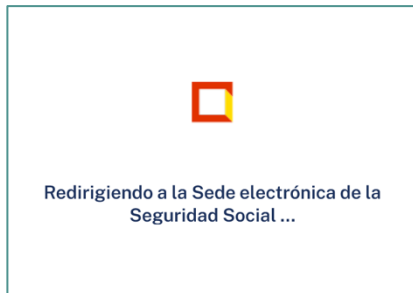 Redirigiendo a la Sede electrónica de la
Seguridad Social ...